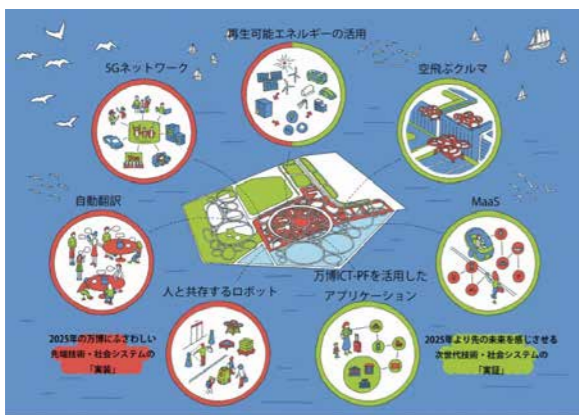 再生可能エネルギーの活用
5Gネットワーク
空飛ぶクルマ
自動翻訳
MaaS
人と共存するロボット
万博ICT-PFを活用した
アプリケーション
2025年の万博にふさわしい
先端技術・社会システムの
「実装」
2025年より先の未来を感じさせる
次世代技術・社会システムの
「実証」